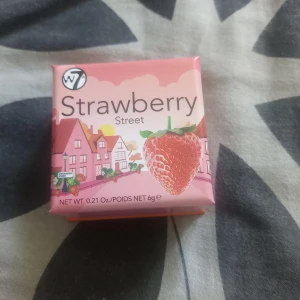 W7
Strawberry
Street
NET WT. 0.21 Oz./POIDS NET 6g℮